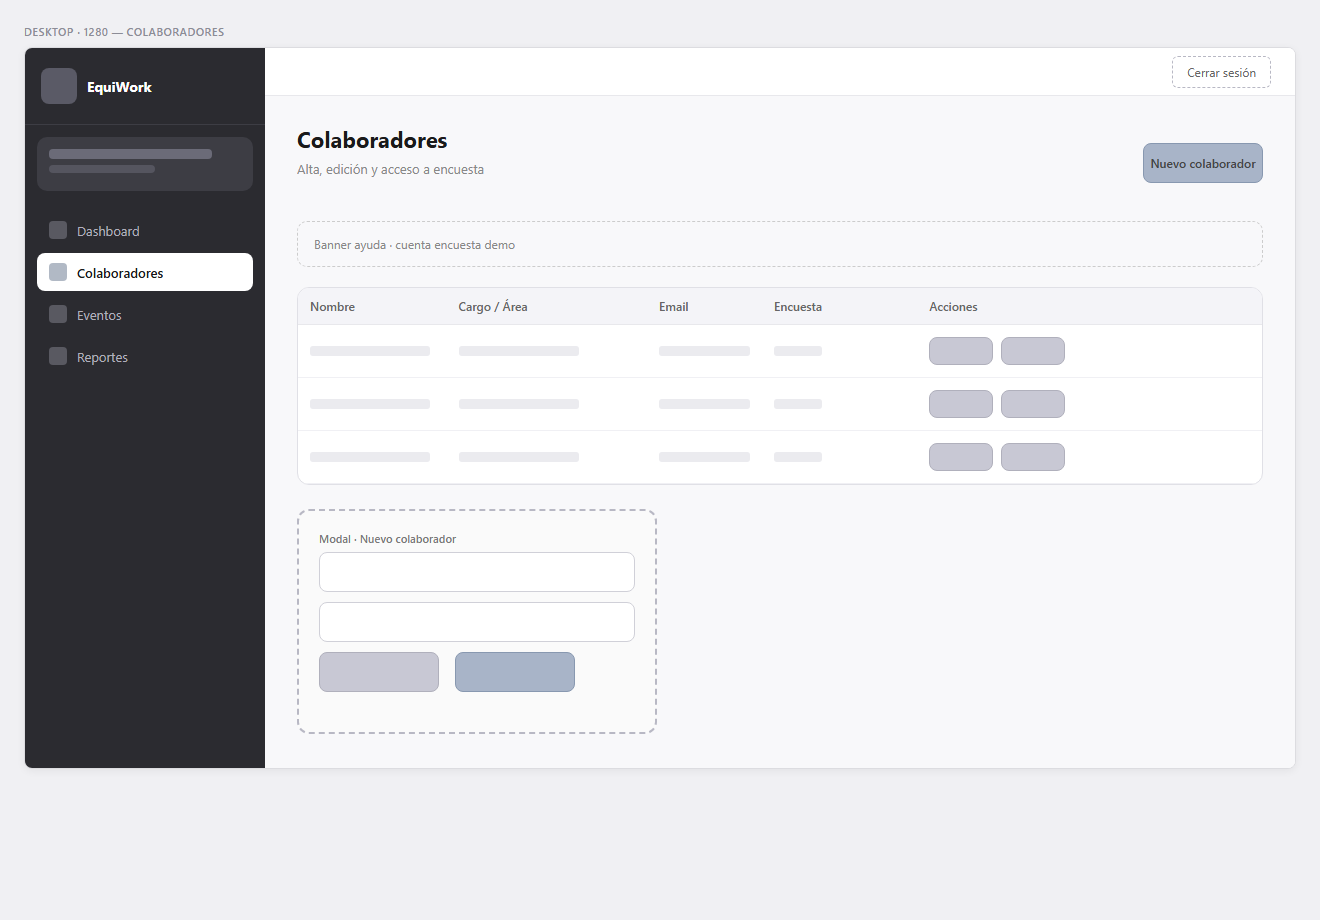 DESKTOP · 1280 — COLABORADORES
EquiWork
Cerrar sesión
Colaboradores
Alta, edición y acceso a encuesta
Nuevo colaborador
Dashboard
Colaboradores
Eventos
Reportes
Banner ayuda · cuenta encuesta demo
Nombre Cargo / Área Email Encuesta Acciones
Modal · Nuevo colaborador